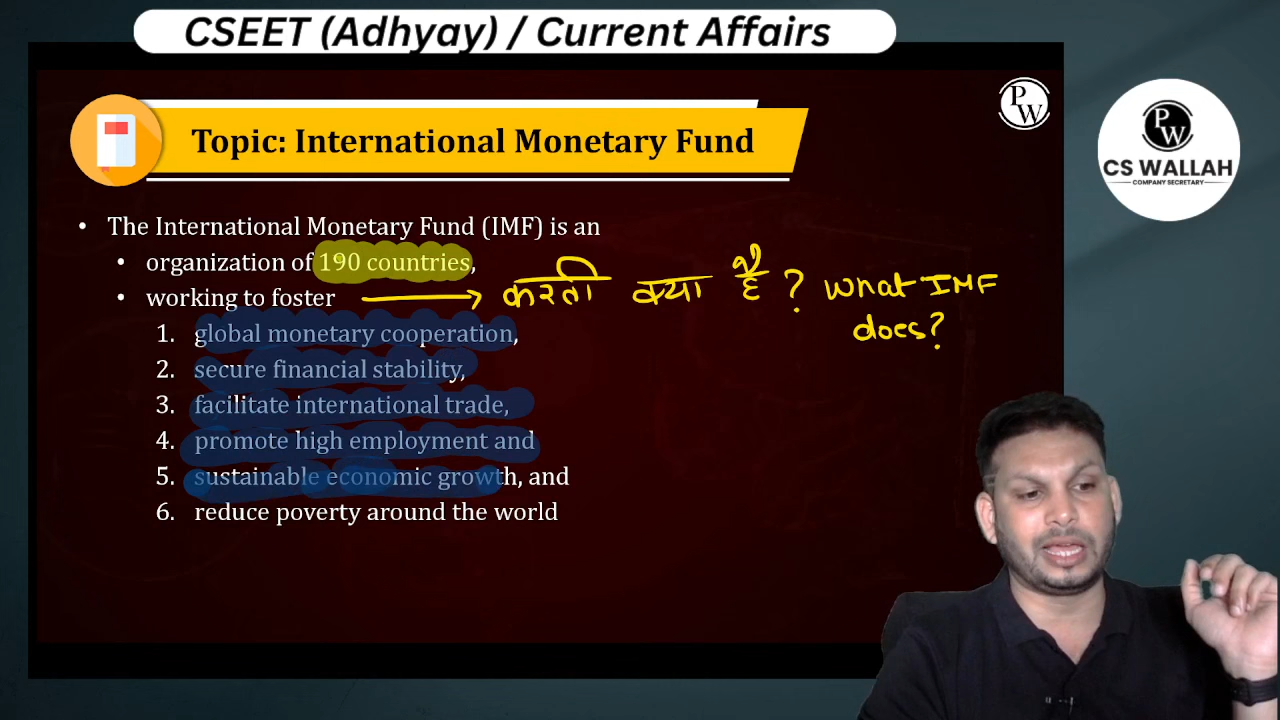 CSEET (Adhyay) / Current Affairs
PW
PW
CS WALLAH
COMPANY SECRETARY
Topic: International Monetary Fund
• The International Monetary Fund (IMF) is an
• organization of 190 countries,
• working to foster
करती क्या है ? What IMF
does?
1. global monetary cooperation,
2. secure financial stability,
3. facilitate international trade,
4. promote high employment and
5. sustainable economic growth, and
6. reduce poverty around the world